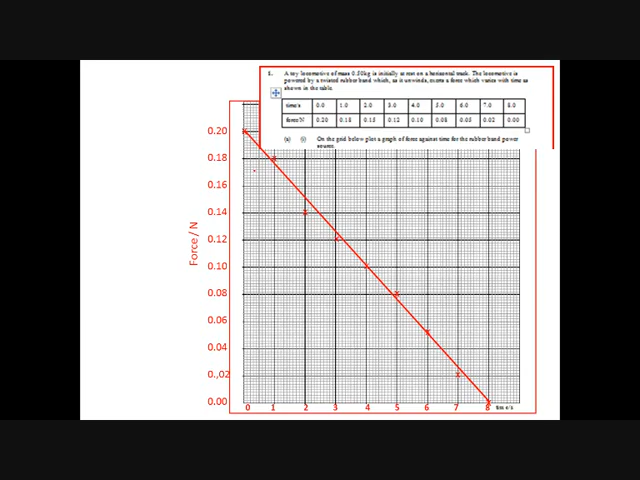 1. A toy locomotive of mass 0.50kg is initially at rest on a horizontal track. The locomotive is
powered by a twisted rubber band which, as it unwinds, exerts a force which varies with time as
shown in the table.
time/s 0.0 1.0 2.0 3.0 4.0 5.0 6.0 7.0 8.0
force/N 0.20 0.18 0.15 0.12 0.10 0.08 0.05 0.02 0.00
(a) (i) On the grid below plot a graph of force against time for the rubber band power
source.
Force / N
0.20
0.18
0.16
0.14
0.12
0.10
0.08
0.06
0.04
0.,02
0.00
0 1 2 3 4 5 6 7 8